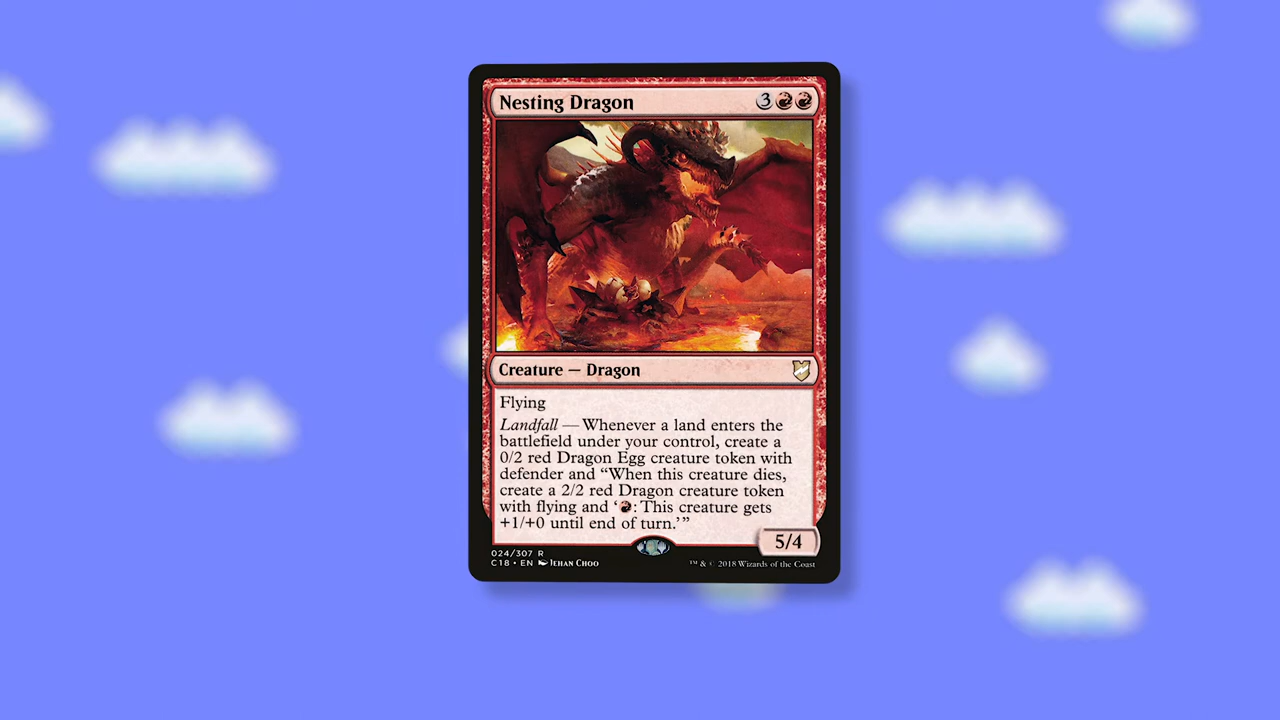 Nesting Dragon 3
Creature — Dragon
Flying
Landfall — Whenever a land enters the
battlefield under your control, create a
0/2 red Dragon Egg creature token with
defender and “When this creature dies,
create a 2/2 red Dragon creature token
with flying and ‘: This creature gets
+1/+0 until end of turn.’”
5/4
024/307 R
C18 • EN Jehan Choo
™ & © 2018 Wizards of the Coast